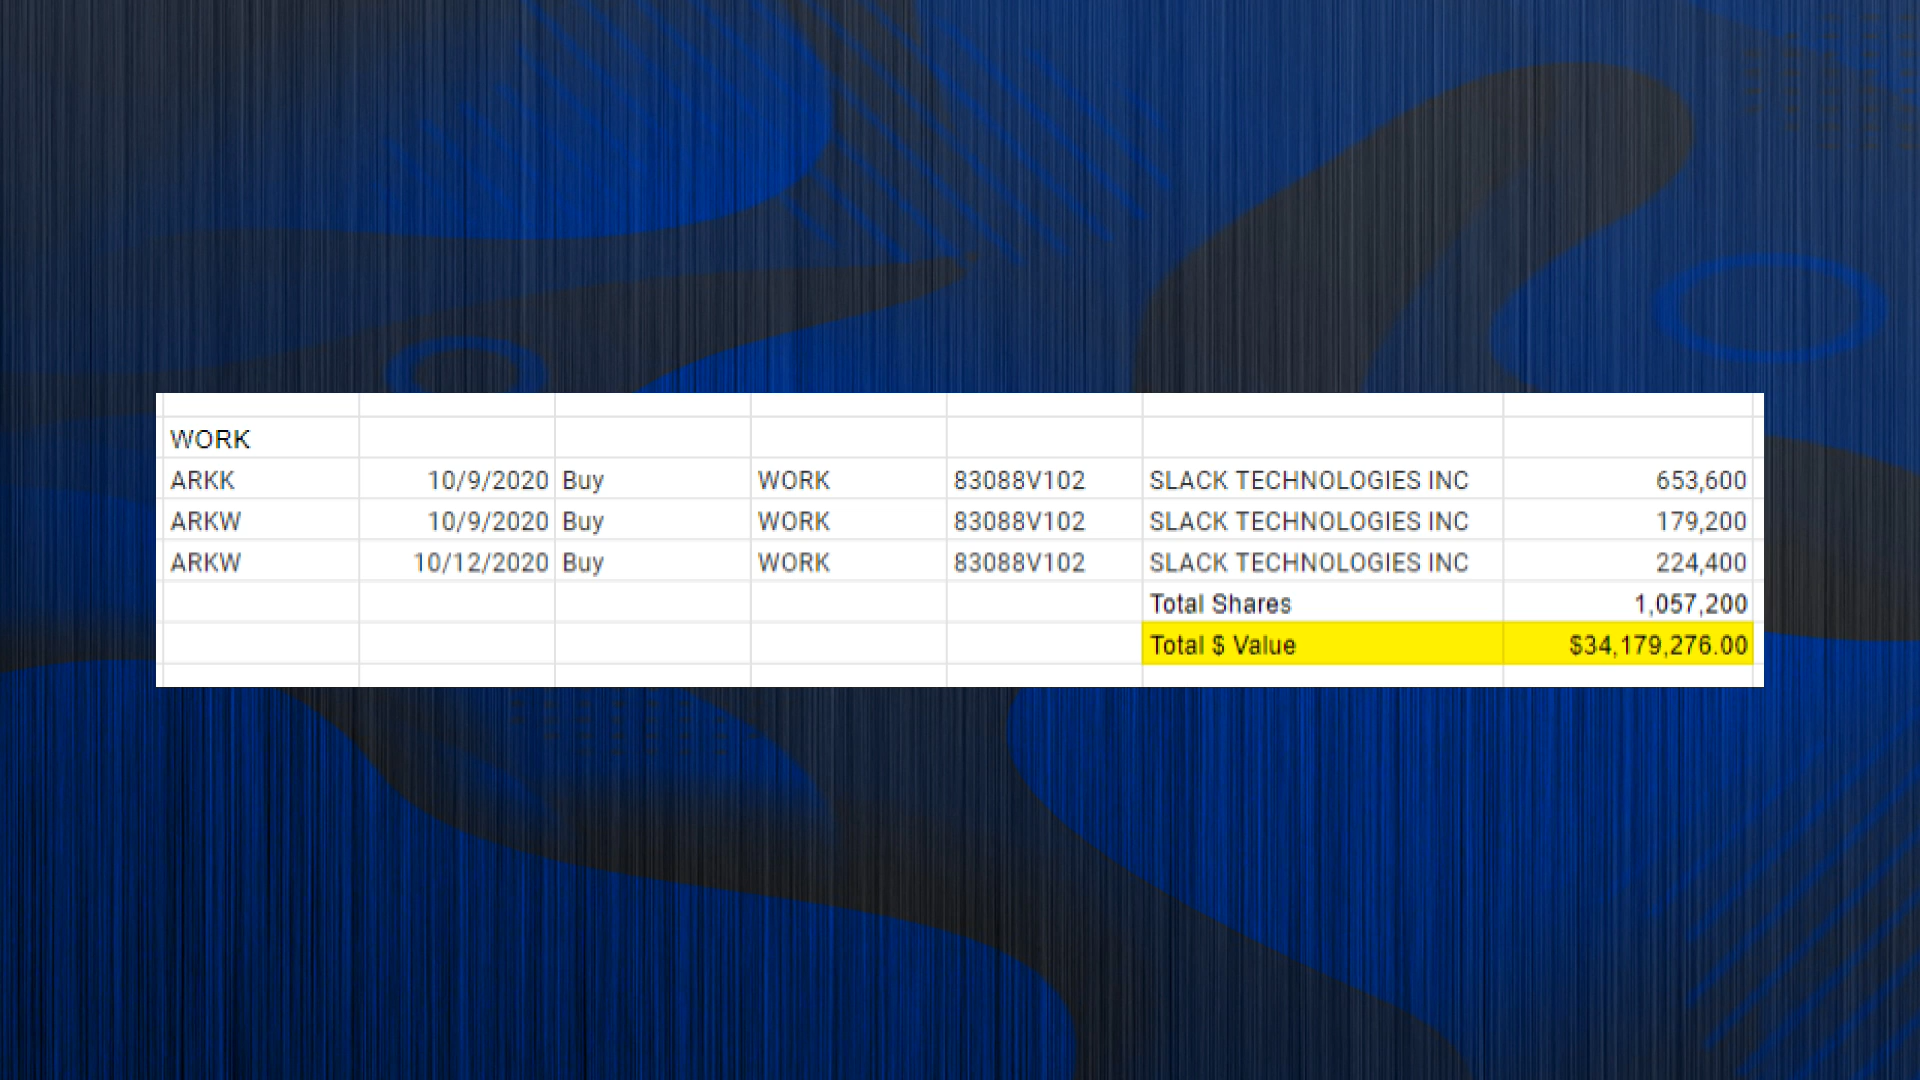 WORK
ARKK 10/9/2020 Buy WORK 83088V102 SLACK TECHNOLOGIES INC 653,600
ARKW 10/9/2020 Buy WORK 83088V102 SLACK TECHNOLOGIES INC 179,200
ARKW 10/12/2020 Buy WORK 83088V102 SLACK TECHNOLOGIES INC 224,400
Total Shares 1,057,200
Total $ Value $34,179,276.00